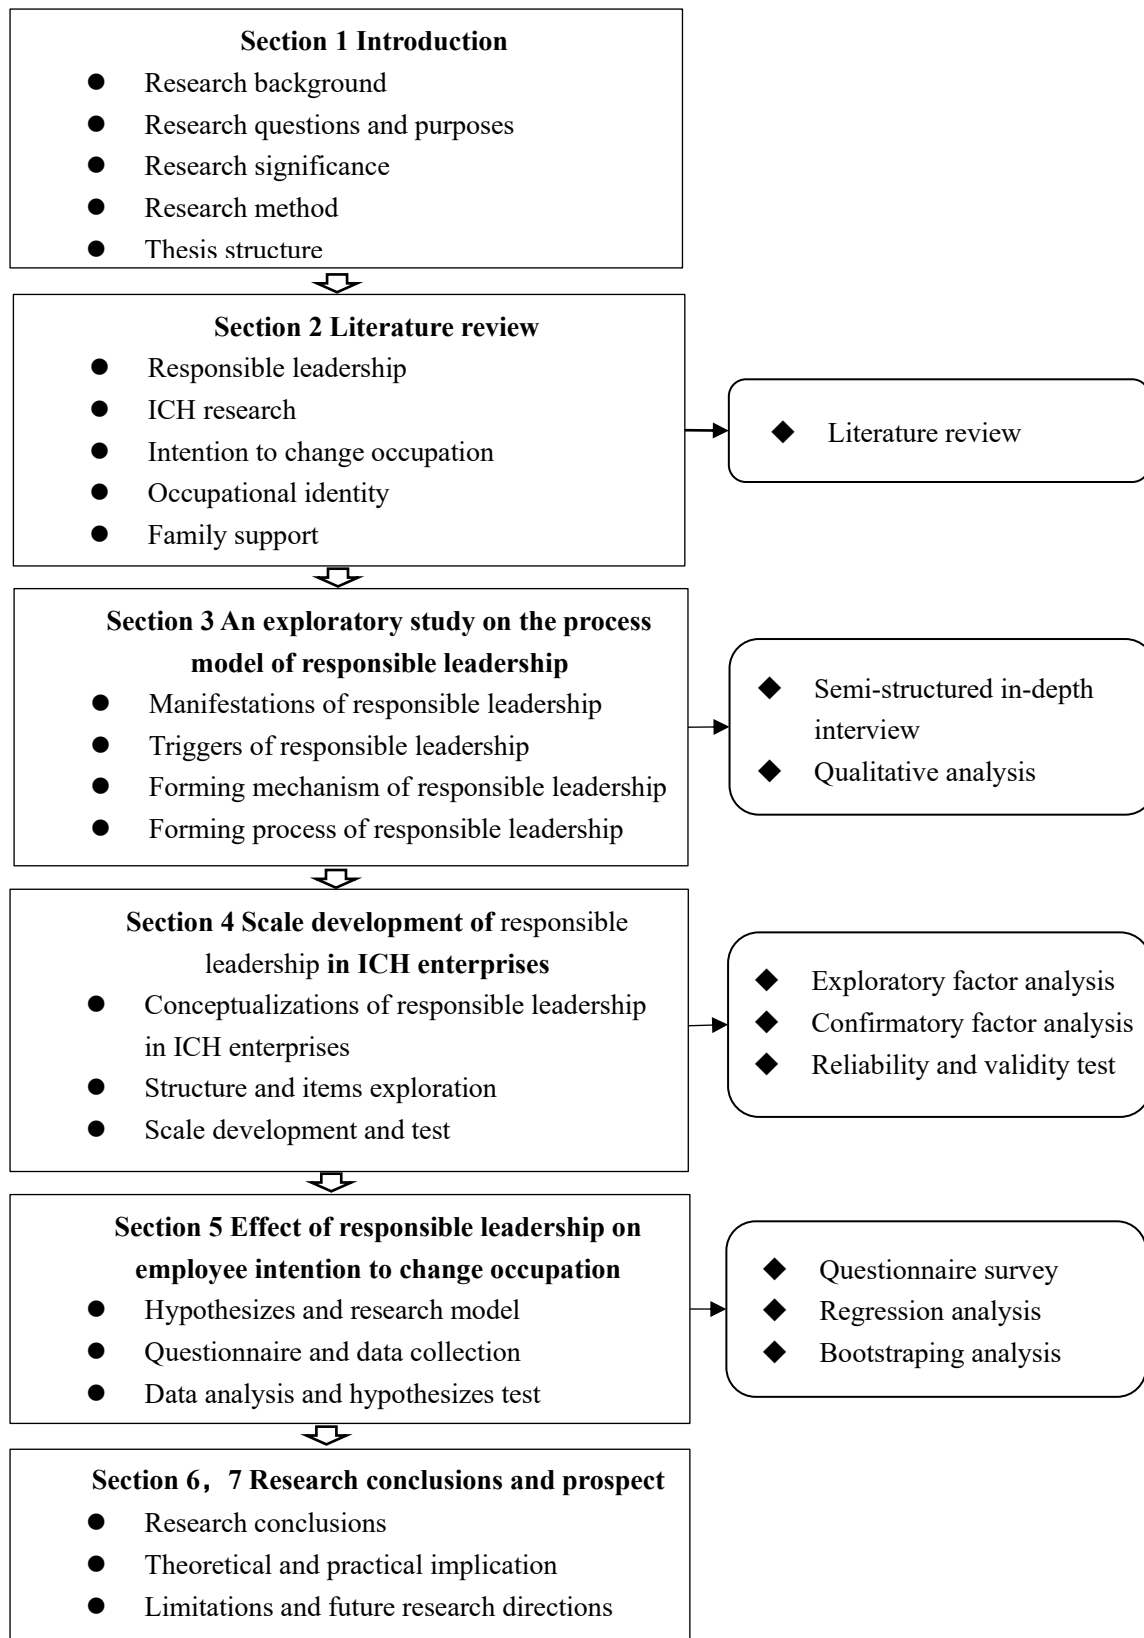 Section 1 Introduction
● Research background
● Research questions and purposes
● Research significance
● Research method
● Thesis structure
Section 2 Literature review
● Responsible leadership
● ICH research
● Intention to change occupation
● Occupational identity
● Family support
◆ Literature review
Section 3 An exploratory study on the process
model of responsible leadership
● Manifestations of responsible leadership
● Triggers of responsible leadership
● Forming mechanism of responsible leadership
● Forming process of responsible leadership
◆ Semi-structured in-depth
interview
◆ Qualitative analysis
Section 4 Scale development of responsible
leadership in ICH enterprises
● Conceptualizations of responsible leadership
in ICH enterprises
● Structure and items exploration
● Scale development and test
◆ Exploratory factor analysis
◆ Confirmatory factor analysis
◆ Reliability and validity test
Section 5 Effect of responsible leadership on
employee intention to change occupation
● Hypothesizes and research model
● Questionnaire and data collection
● Data analysis and hypothesizes test
◆ Questionnaire survey
◆ Regression analysis
◆ Bootstraping analysis
Section 6，7 Research conclusions and prospect
● Research conclusions
● Theoretical and practical implication
● Limitations and future research directions